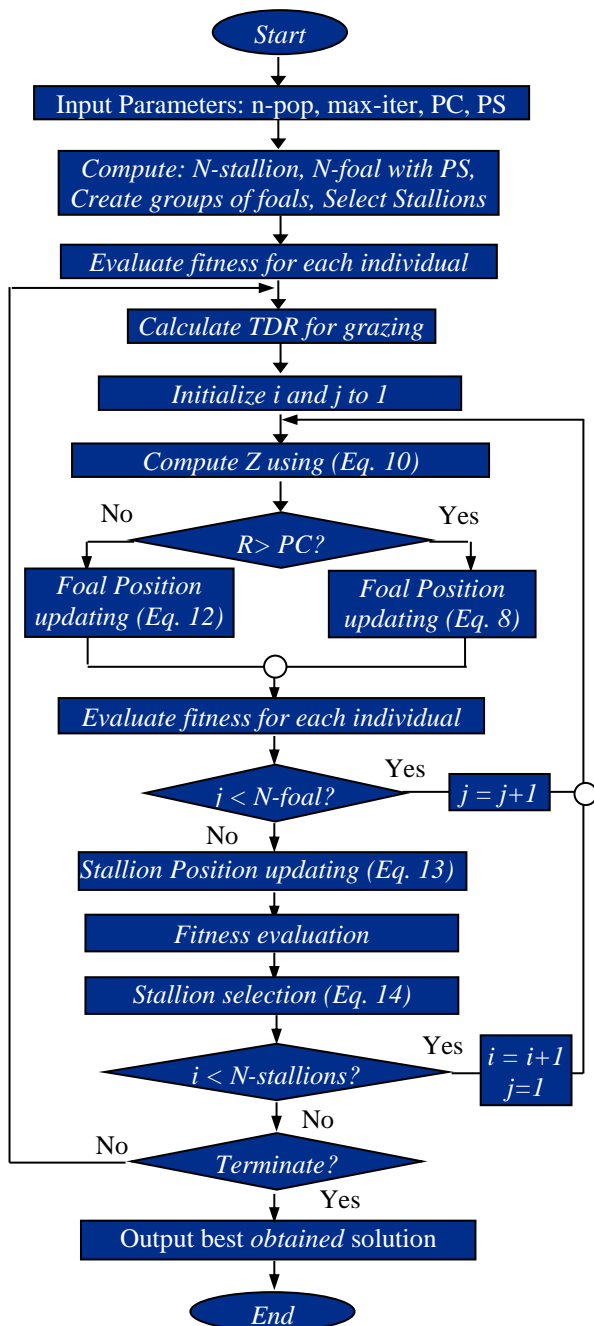 Start
Input Parameters: n-pop, max-iter, PC, PS
Compute: N-stallion, N-foal with PS,
Create groups of foals, Select Stallions
Evaluate fitness for each individual
Calculate TDR for grazing
Initialize i and j to 1
Compute Z using (Eq. 10)
No
Yes
R> PC?
Foal Position
updating (Eq. 12)
Foal Position
updating (Eq. 8)
Evaluate fitness for each individual
Yes
j < N-foal?
j = j+1
No
Stallion Position updating (Eq. 13)
Fitness evaluation
Stallion selection (Eq. 14)
Yes
i < N-stallions?
i = i+1
j=1
No
No
Terminate?
Yes
Output best obtained solution
End